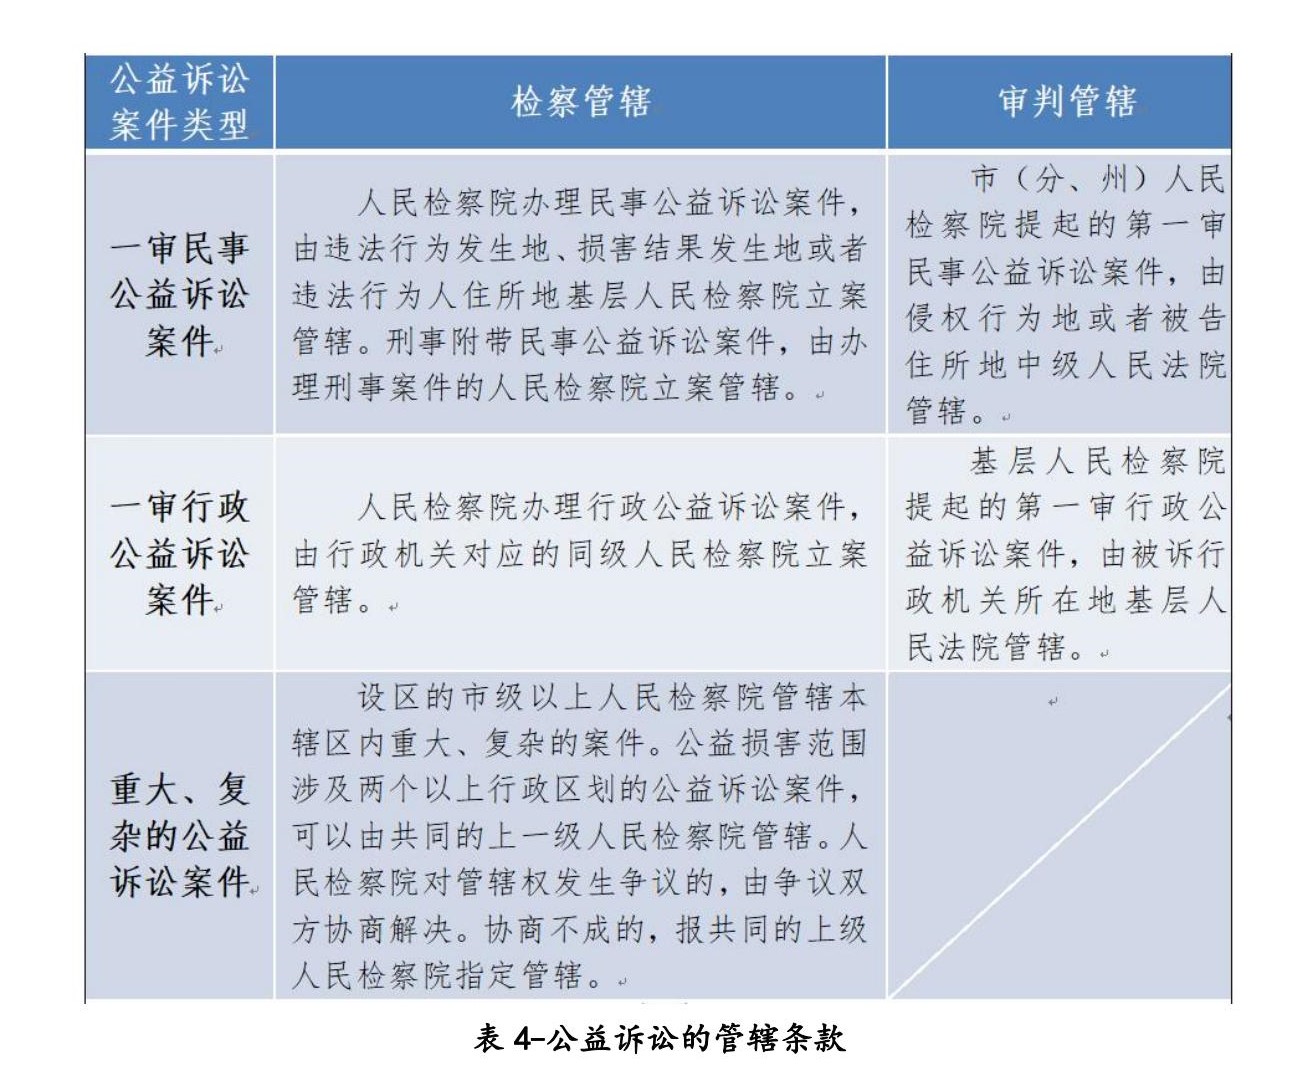 公益诉讼
案件类型
检察管辖
审判管辖
一审民事
公益诉讼
案件
人民检察院办理民事公益诉讼案件，
由违法行为发生地、损害结果发生地或者
违法行为人住所地基层人民检察院立案
管辖。刑事附带民事公益诉讼案件，由办
理刑事案件的人民检察院立案管辖。
市（分、州）人民
检察院提起的第一审
民事公益诉讼案件，由
侵权行为地或者被告
住所地中级人民法院
管辖。
一审行政
公益诉讼
案件
人民检察院办理行政公益诉讼案件，
由行政机关对应的同级人民检察院立案
管辖。
基层人民检察院
提起的第一审行政公
益诉讼案件，由被诉行
政机关所在地基层人
民法院管辖。
重大、复
杂的公益
诉讼案件
设区的市级以上人民检察院管辖本
辖区内重大、复杂的案件。公益损害范围
涉及两个以上行政区划的公益诉讼案件，
可以由共同的上一级人民检察院管辖。人
民检察院对管辖权发生争议的，由争议双
方协商解决。协商不成的，报共同的上级
人民检察院指定管辖。
表 4-公益诉讼的管辖条款